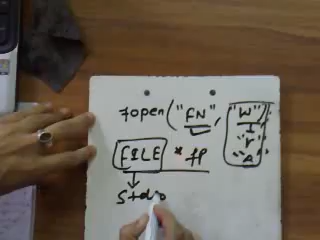 fopen("FN", "W"
"r"
"a"
FILE * fp
stdio